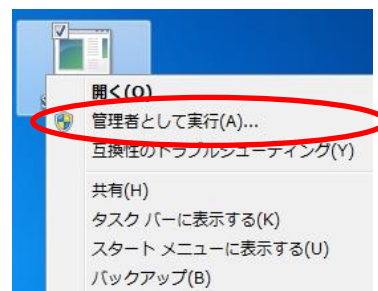 開く(O)
管理者として実行(A)...
互換性のトラブルシューティング(Y)
共有(H)
タスク バーに表示する(K)
スタート メニューに表示する(U)
バックアップ(B)